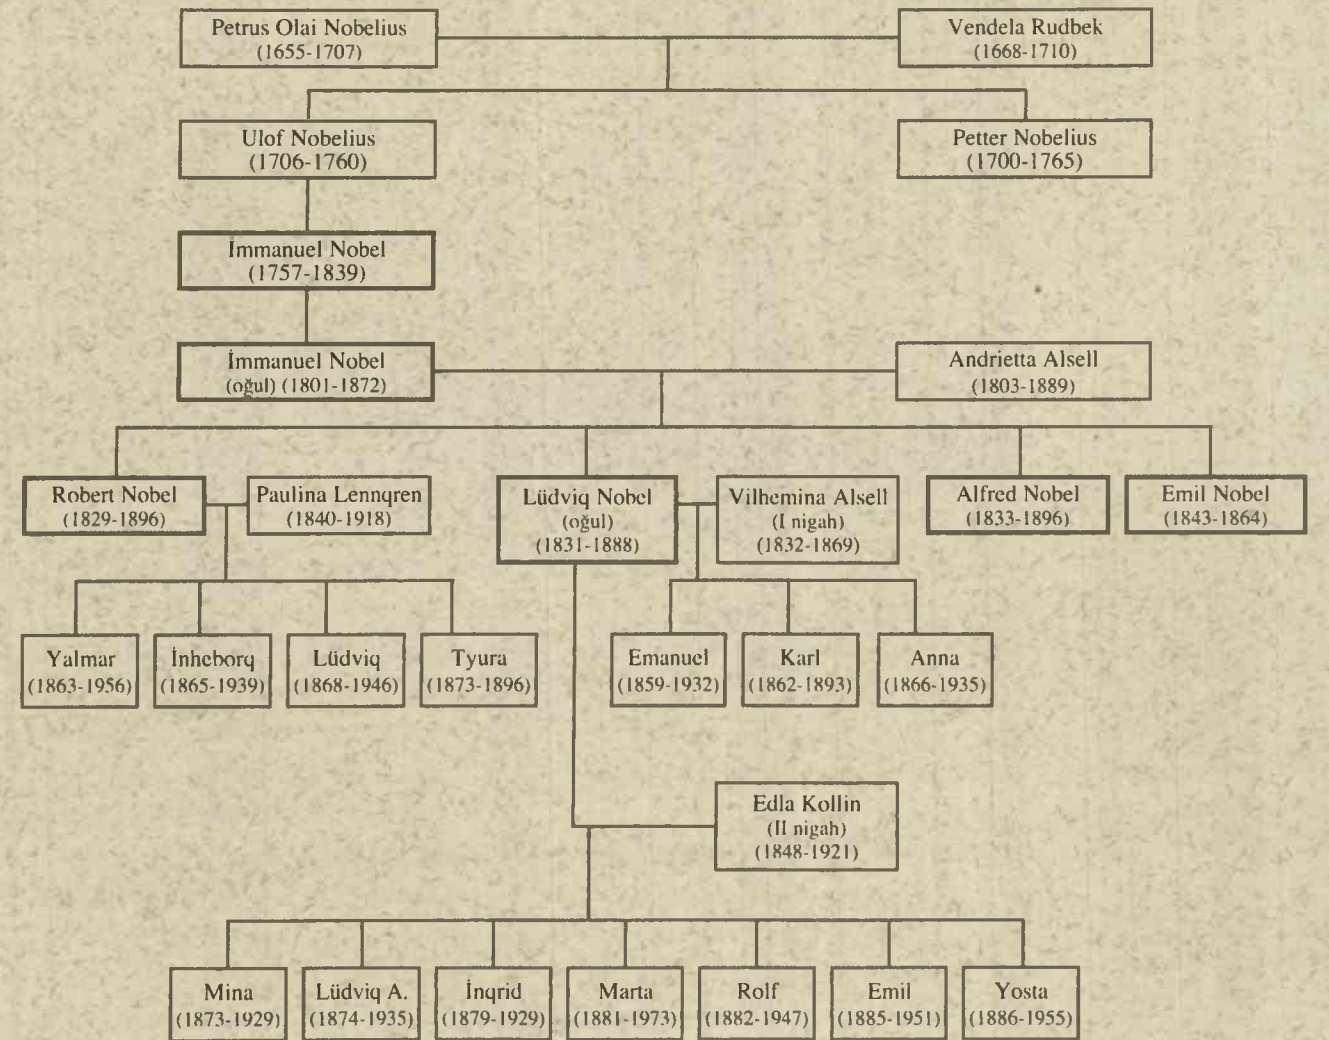 Petrus Olai Nobelius
(1655-1707)
Vendela Rudbek
(1668-1710)
Ulof Nobelius
(1706-1760)
Petter Nobelius
(1700-1765)
İmmanuel Nobel
(1757-1839)
İmmanuel Nobel
(oğul) (1801-1872)
Andrietta Alsell
(1803-1889)
Robert Nobel
(1829-1896)
Paulina Lennqren
(1840-1918)
Lüdviq Nobel
(oğul)
(1831-1888)
Vilhemina Alsell
(I nigah)
(1832-1869)
Alfred Nobel
(1833-1896)
Emil Nobel
(1843-1864)
Yalmar
(1863-1956)
İnheborq
(1865-1939)
Lüdviq
(1868-1946)
Tyura
(1873-1896)
Emanuel
(1859-1932)
Karl
(1862-1893)
Anna
(1866-1935)
Edla Kollin
(II nigah)
(1848-1921)
Mina
(1873-1929)
Lüdviq A.
(1874-1935)
İnqrid
(1879-1929)
Marta
(1881-1973)
Rolf
(1882-1947)
Emil
(1885-1951)
Yosta
(1886-1955)